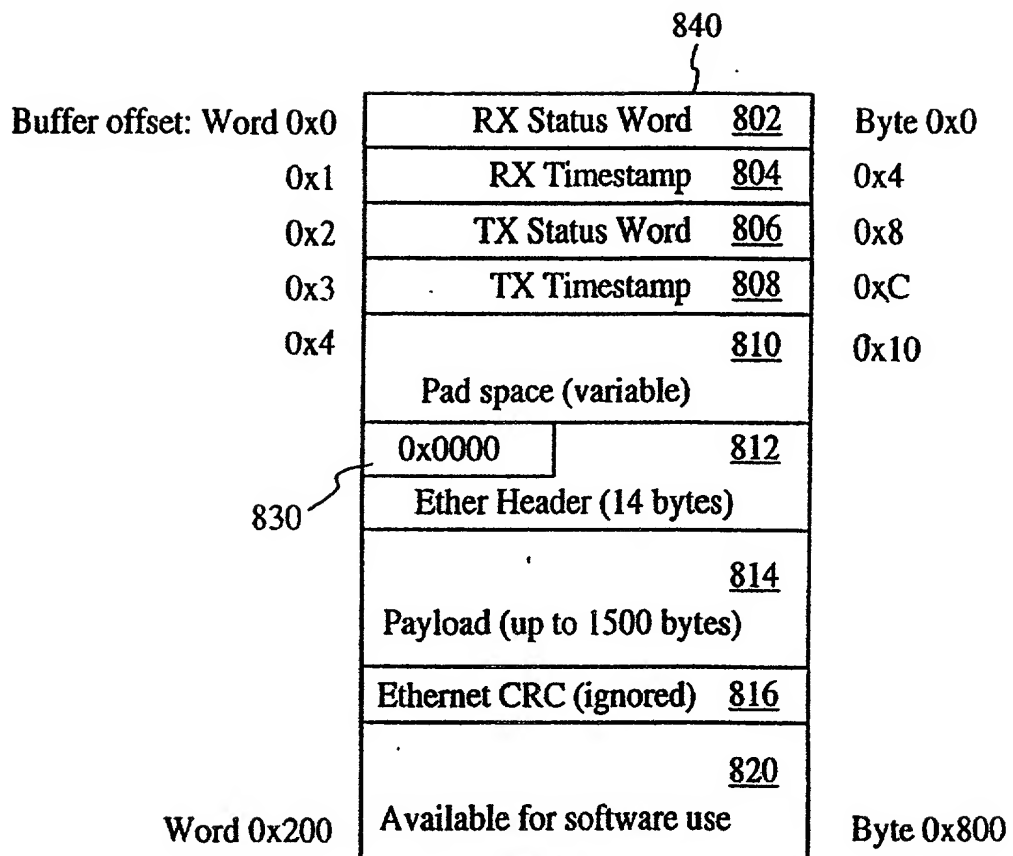 840
Buffer offset: Word 0x0 RX Status Word 802 Byte 0x0
0x1 RX Timestamp 804 0x4
0x2 TX Status Word 806 0x8
0x3 TX Timestamp 808 0xC
0x4 810 0x10
Pad space (variable)
0x0000 812
830 Ether Header (14 bytes)
814
Payload (up to 1500 bytes)
Ethernet CRC (ignored) 816
820
Word 0x200 Available for software use Byte 0x800